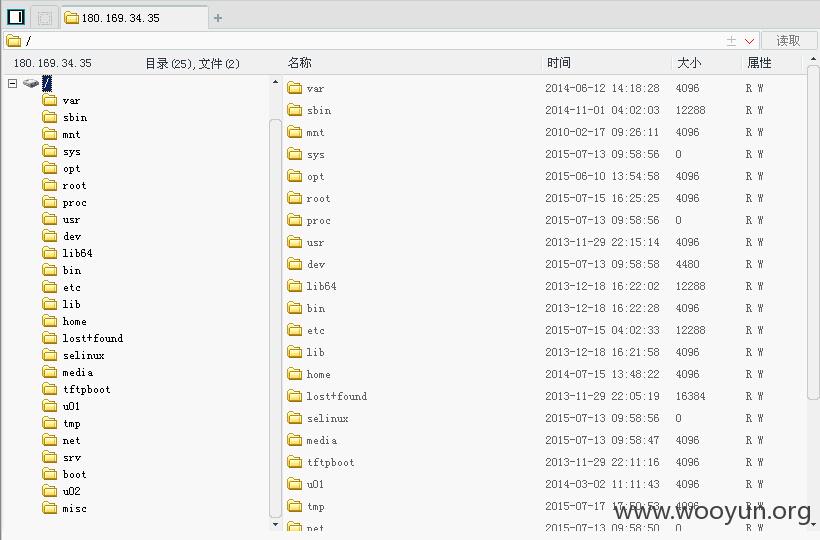 180.169.34.35 +
/ 读取
180.169.34.35 目录(25),文件(2) 名称 时间 大小 属性
/
var
sbin
mnt
sys
opt
root
proc
usr
dev
lib64
bin
etc
lib
home
lost+found
selinux
media
tftpboot
u01
tmp
net
srv
boot
u02
misc
var 2014-06-12 14:18:28 4096 R W
sbin 2014-11-01 04:02:03 12288 R W
mnt 2010-02-17 09:26:11 4096 R W
sys 2015-07-13 09:58:56 0 R W
opt 2015-06-10 13:54:58 4096 R W
root 2015-07-15 16:25:25 4096 R W
proc 2015-07-13 09:58:56 0 R W
usr 2013-11-29 22:15:14 4096 R W
dev 2015-07-13 09:58:58 4480 R W
lib64 2013-12-18 16:22:02 12288 R W
bin 2013-12-18 16:22:28 4096 R W
etc 2015-07-15 04:02:33 12288 R W
lib 2013-12-18 16:21:58 4096 R W
home 2014-07-15 13:48:22 4096 R W
lost+found 2013-11-29 22:05:19 16384 R W
selinux 2015-07-13 09:58:56 0 R W
media 2015-07-13 09:58:47 4096 R W
tftpboot 2013-11-29 22:11:16 4096 R W
u01 2014-03-02 11:11:43 4096 R W
tmp 2015-07-17 17:50:53 4096 R W
net 2015-07-13 09:58:50 0 R W
www.wooyun.org